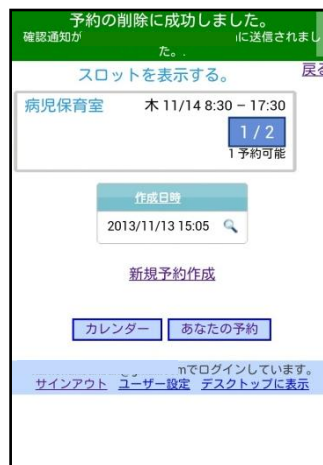 予約の削除に成功しました。
確認通知が に送信されまし
た。.
戻る
スロットを表示する。
病児保育室 木 11/14 8:30 – 17:30
1 / 2
1 予約可能
作成日時
2013/11/13 15:05
新規予約作成
カレンダー あなたの予約
mでログインしています。
サインアウト ユーザー設定 デスクトップに表示